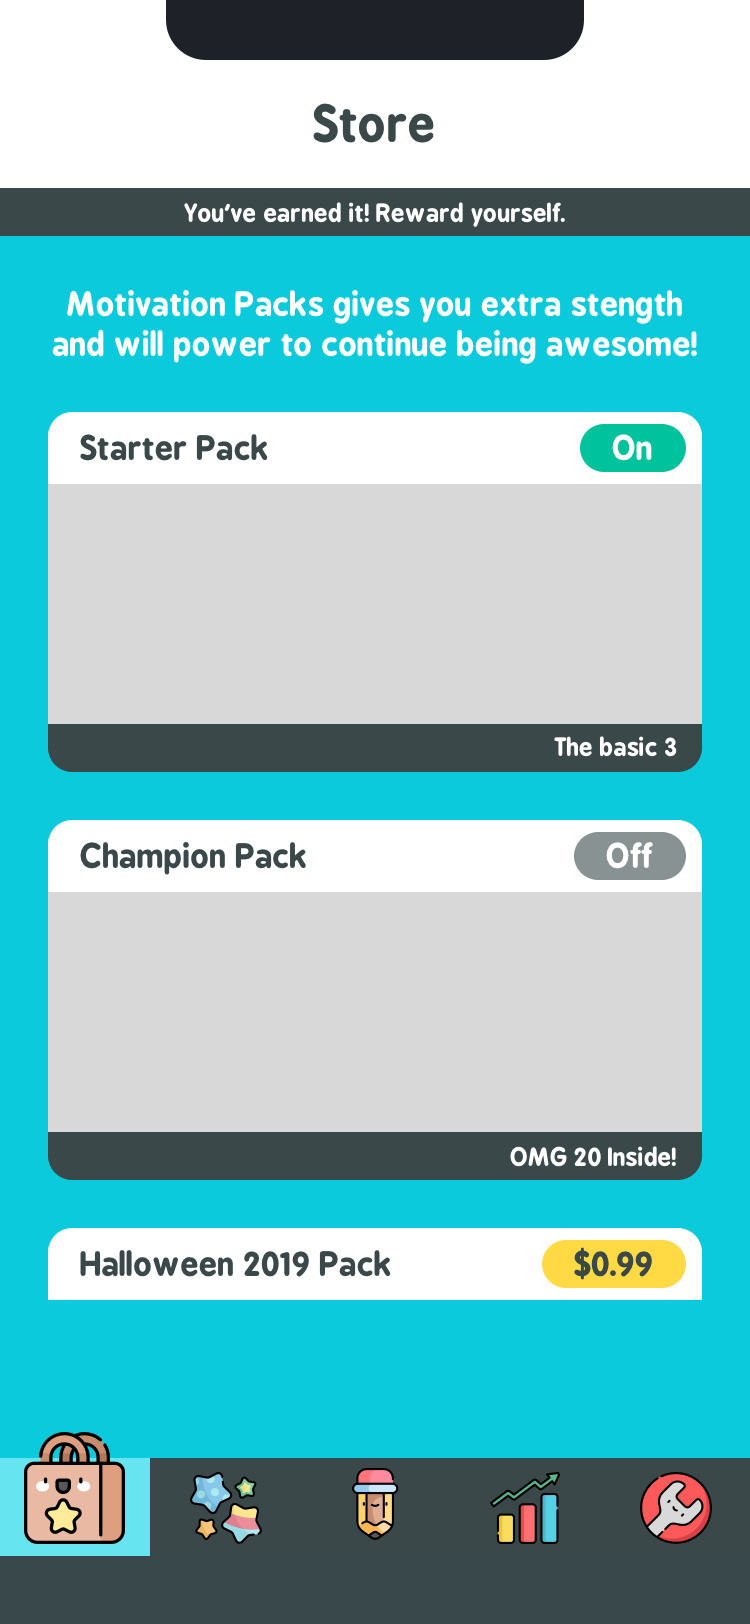 Store
You've earned it! Reward yourself.
Motivation Packs gives you extra stength
and will power to continue being awesome!
Starter Pack
On
The basic 3
Champion Pack
Off
OMG 20 Inside!
Halloween 2019 Pack
$0.99